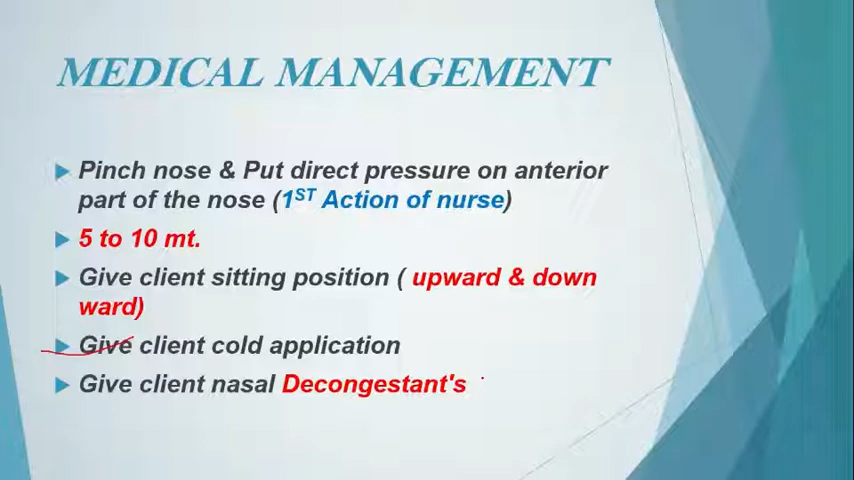 MEDICAL MANAGEMENT
Pinch nose & Put direct pressure on anterior
part of the nose (1ST Action of nurse)
5 to 10 mt.
Give client sitting position ( upward & down
ward)
Give client cold application
Give client nasal Decongestant's